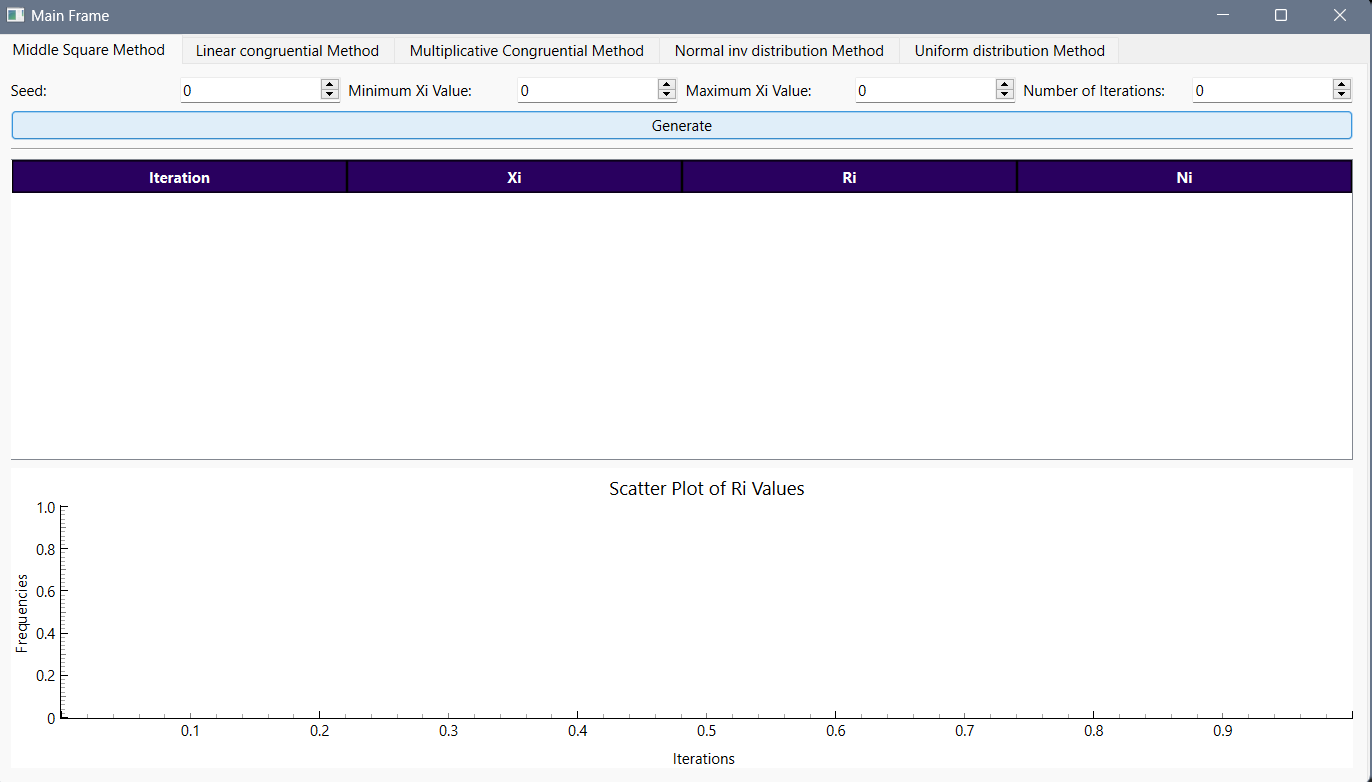 Main Frame
Middle Square Method Linear congruential Method Multiplicative Congruential Method Normal inv distribution Method Uniform distribution Method
Seed: 0 Minimum Xi Value: 0 Maximum Xi Value: 0 Number of Iterations: 0
Generate
Iteration Xi Ri Ni
Scatter Plot of Ri Values
1.0
0.8
0.6
0.4
0.2
0
Frequencies
0.1 0.2 0.3 0.4 0.5 0.6 0.7 0.8 0.9
Iterations